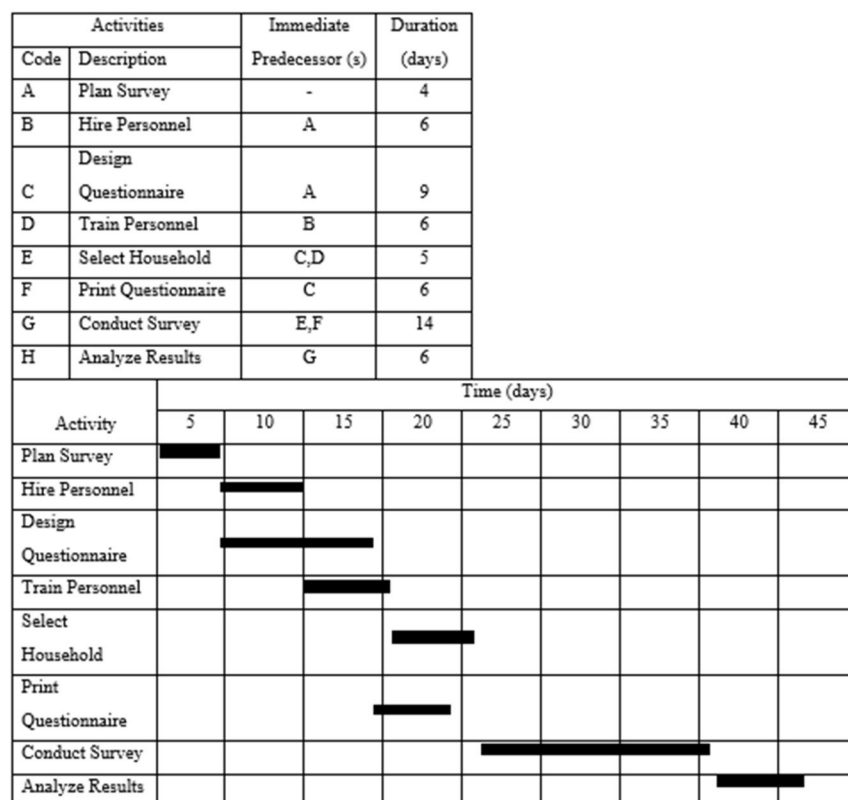 Activities Immediate Duration
Code Description Predecessor (s) (days)
A Plan Survey - 4
B Hire Personnel A 6
Design
C Questionnaire A 9
D Train Personnel B 6
E Select Household C,D 5
F Print Questionnaire C 6
G Conduct Survey E,F 14
H Analyze Results G 6
Time (days)
Activity 5 10 15 20 25 30 35 40 45
Plan Survey
Hire Personnel
Design
Questionnaire
Train Personnel
Select
Household
Print
Questionnaire
Conduct Survey
Analyze Results